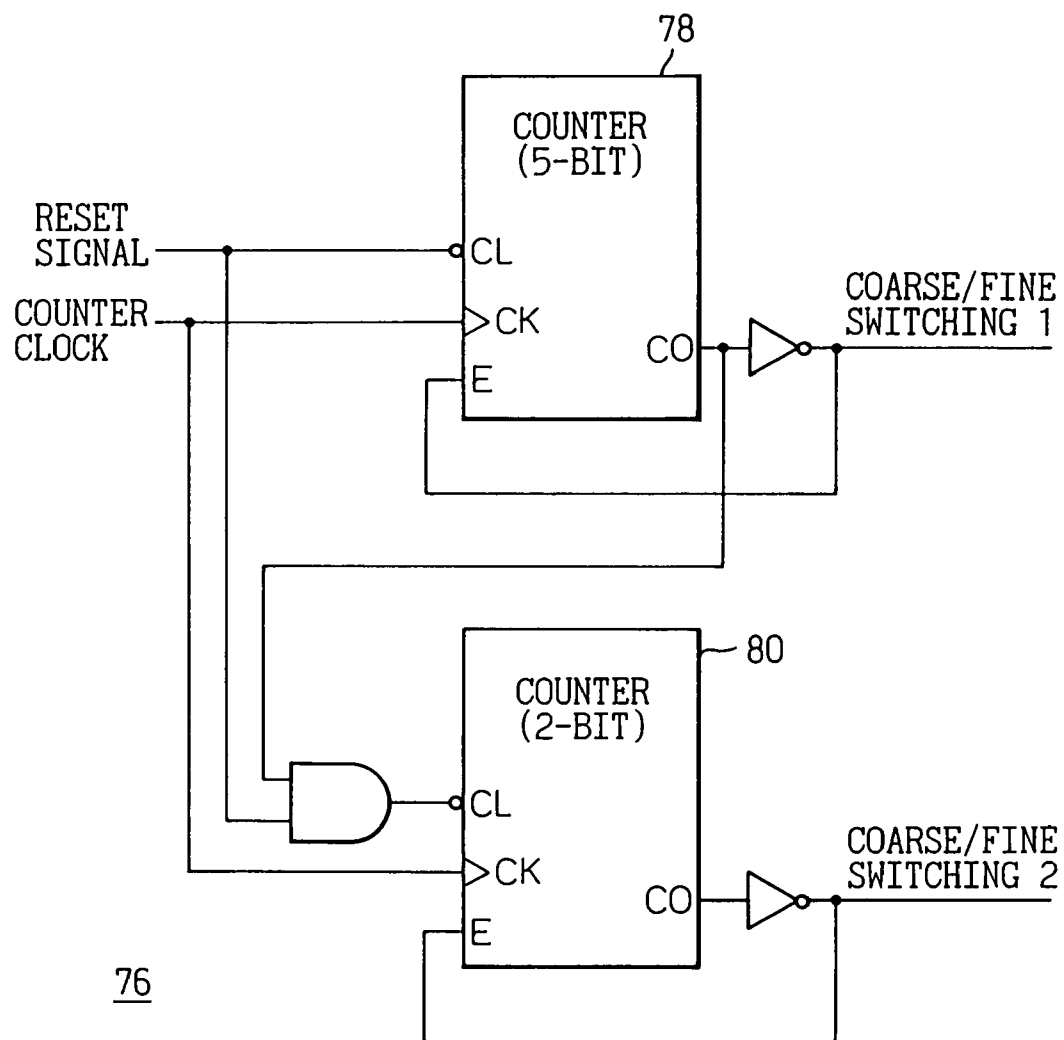 78
COUNTER
(5-BIT)
RESET
SIGNAL
CL
COUNTER
CLOCK
CK
E
CO
COARSE/FINE
SWITCHING 1
80
COUNTER
(2-BIT)
CL
CK
E
CO
COARSE/FINE
SWITCHING 2
76